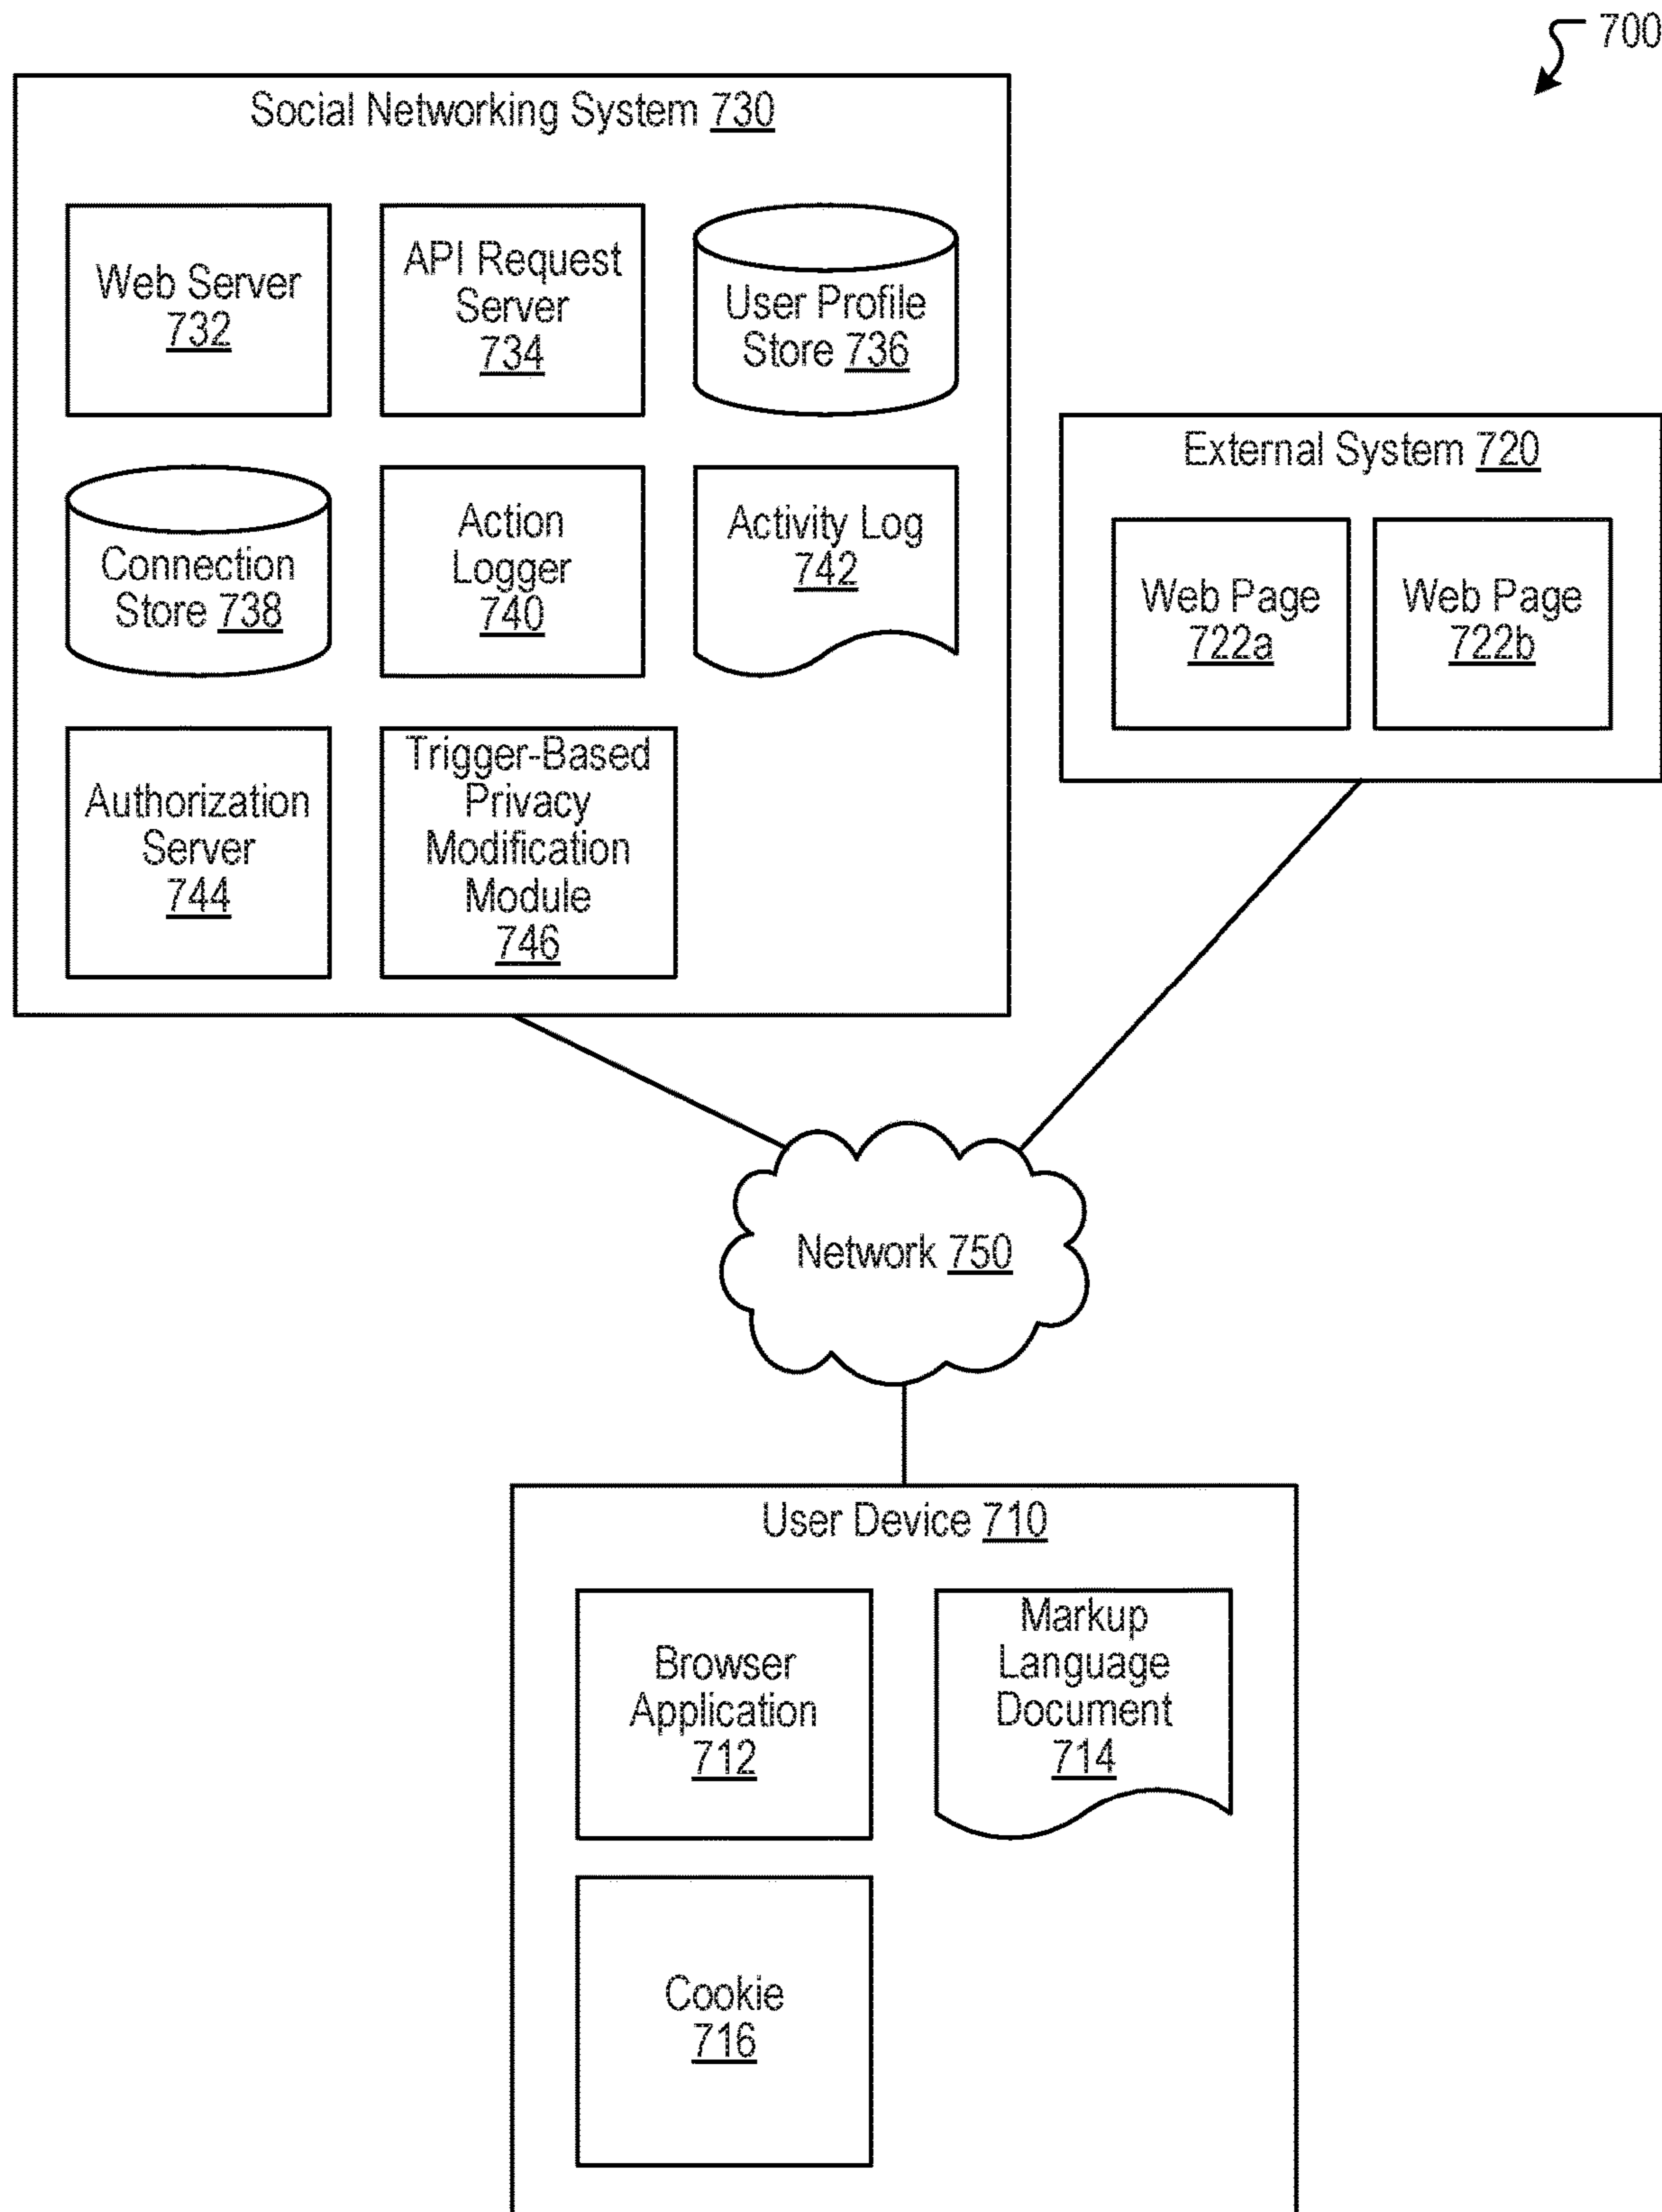 700
Social Networking System 730
Web Server
732
API Request
Server
734
User Profile
Store 736
Connection
Store 738
Action
Logger
740
Activity Log
742
Authorization
Server
744
Trigger-Based
Privacy
Modification
Module
746
External System 720
Web Page
722a
Web Page
722b
Network 750
User Device 710
Browser
Application
712
Markup
Language
Document
714
Cookie
716